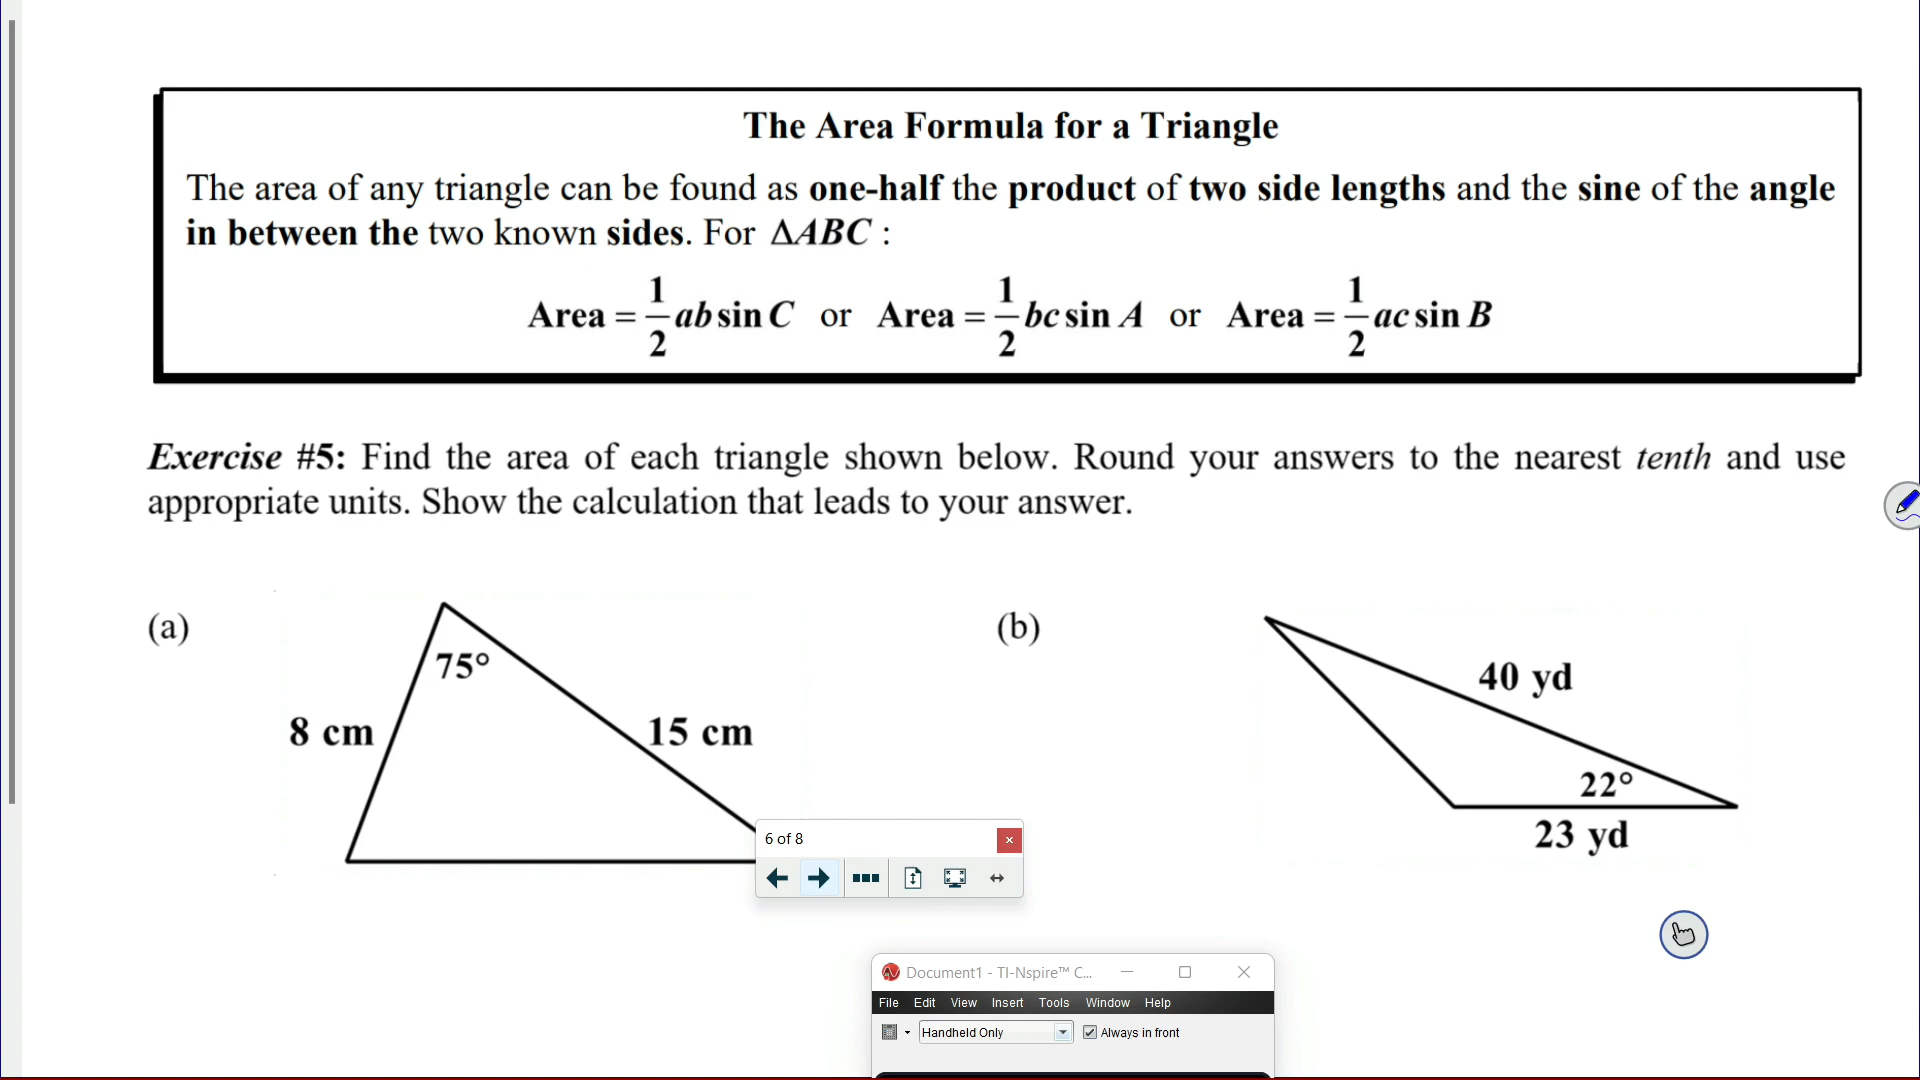 The Area Formula for a Triangle
The area of any triangle can be found as one-half the product of two side lengths and the sine of the angle
in between the two known sides. For ΔABC :
Area = 1/2 ab sin C or Area = 1/2 bc sin A or Area = 1/2 ac sin B
Exercise #5: Find the area of each triangle shown below. Round your answers to the nearest tenth and use
appropriate units. Show the calculation that leads to your answer.
(a)
75°
8 cm
15 cm
(b)
40 yd
22°
23 yd
6 of 8
Document1 - TI-Nspire™ C...
File Edit View Insert Tools Window Help
Handheld Only
Always in front